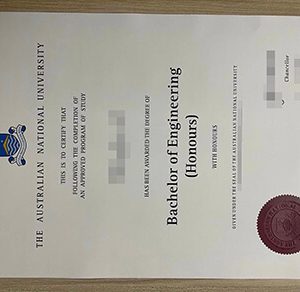 THE AUSTRALIAN NATIONAL UNIVERSITY
THIS IS TO CERTIFY THAT
FOLLOWING THE COMPLETION OF
AN APPROVED PROGRAM OF STUDY
HAS BEEN AWARDED THE DEGREE OF
Bachelor of Engineering
(Honours)
WITH HONOURS
GIVEN UNDER THE SEAL OF THE AUSTRALIAN NATIONAL UNIVERSITY
Chancellor